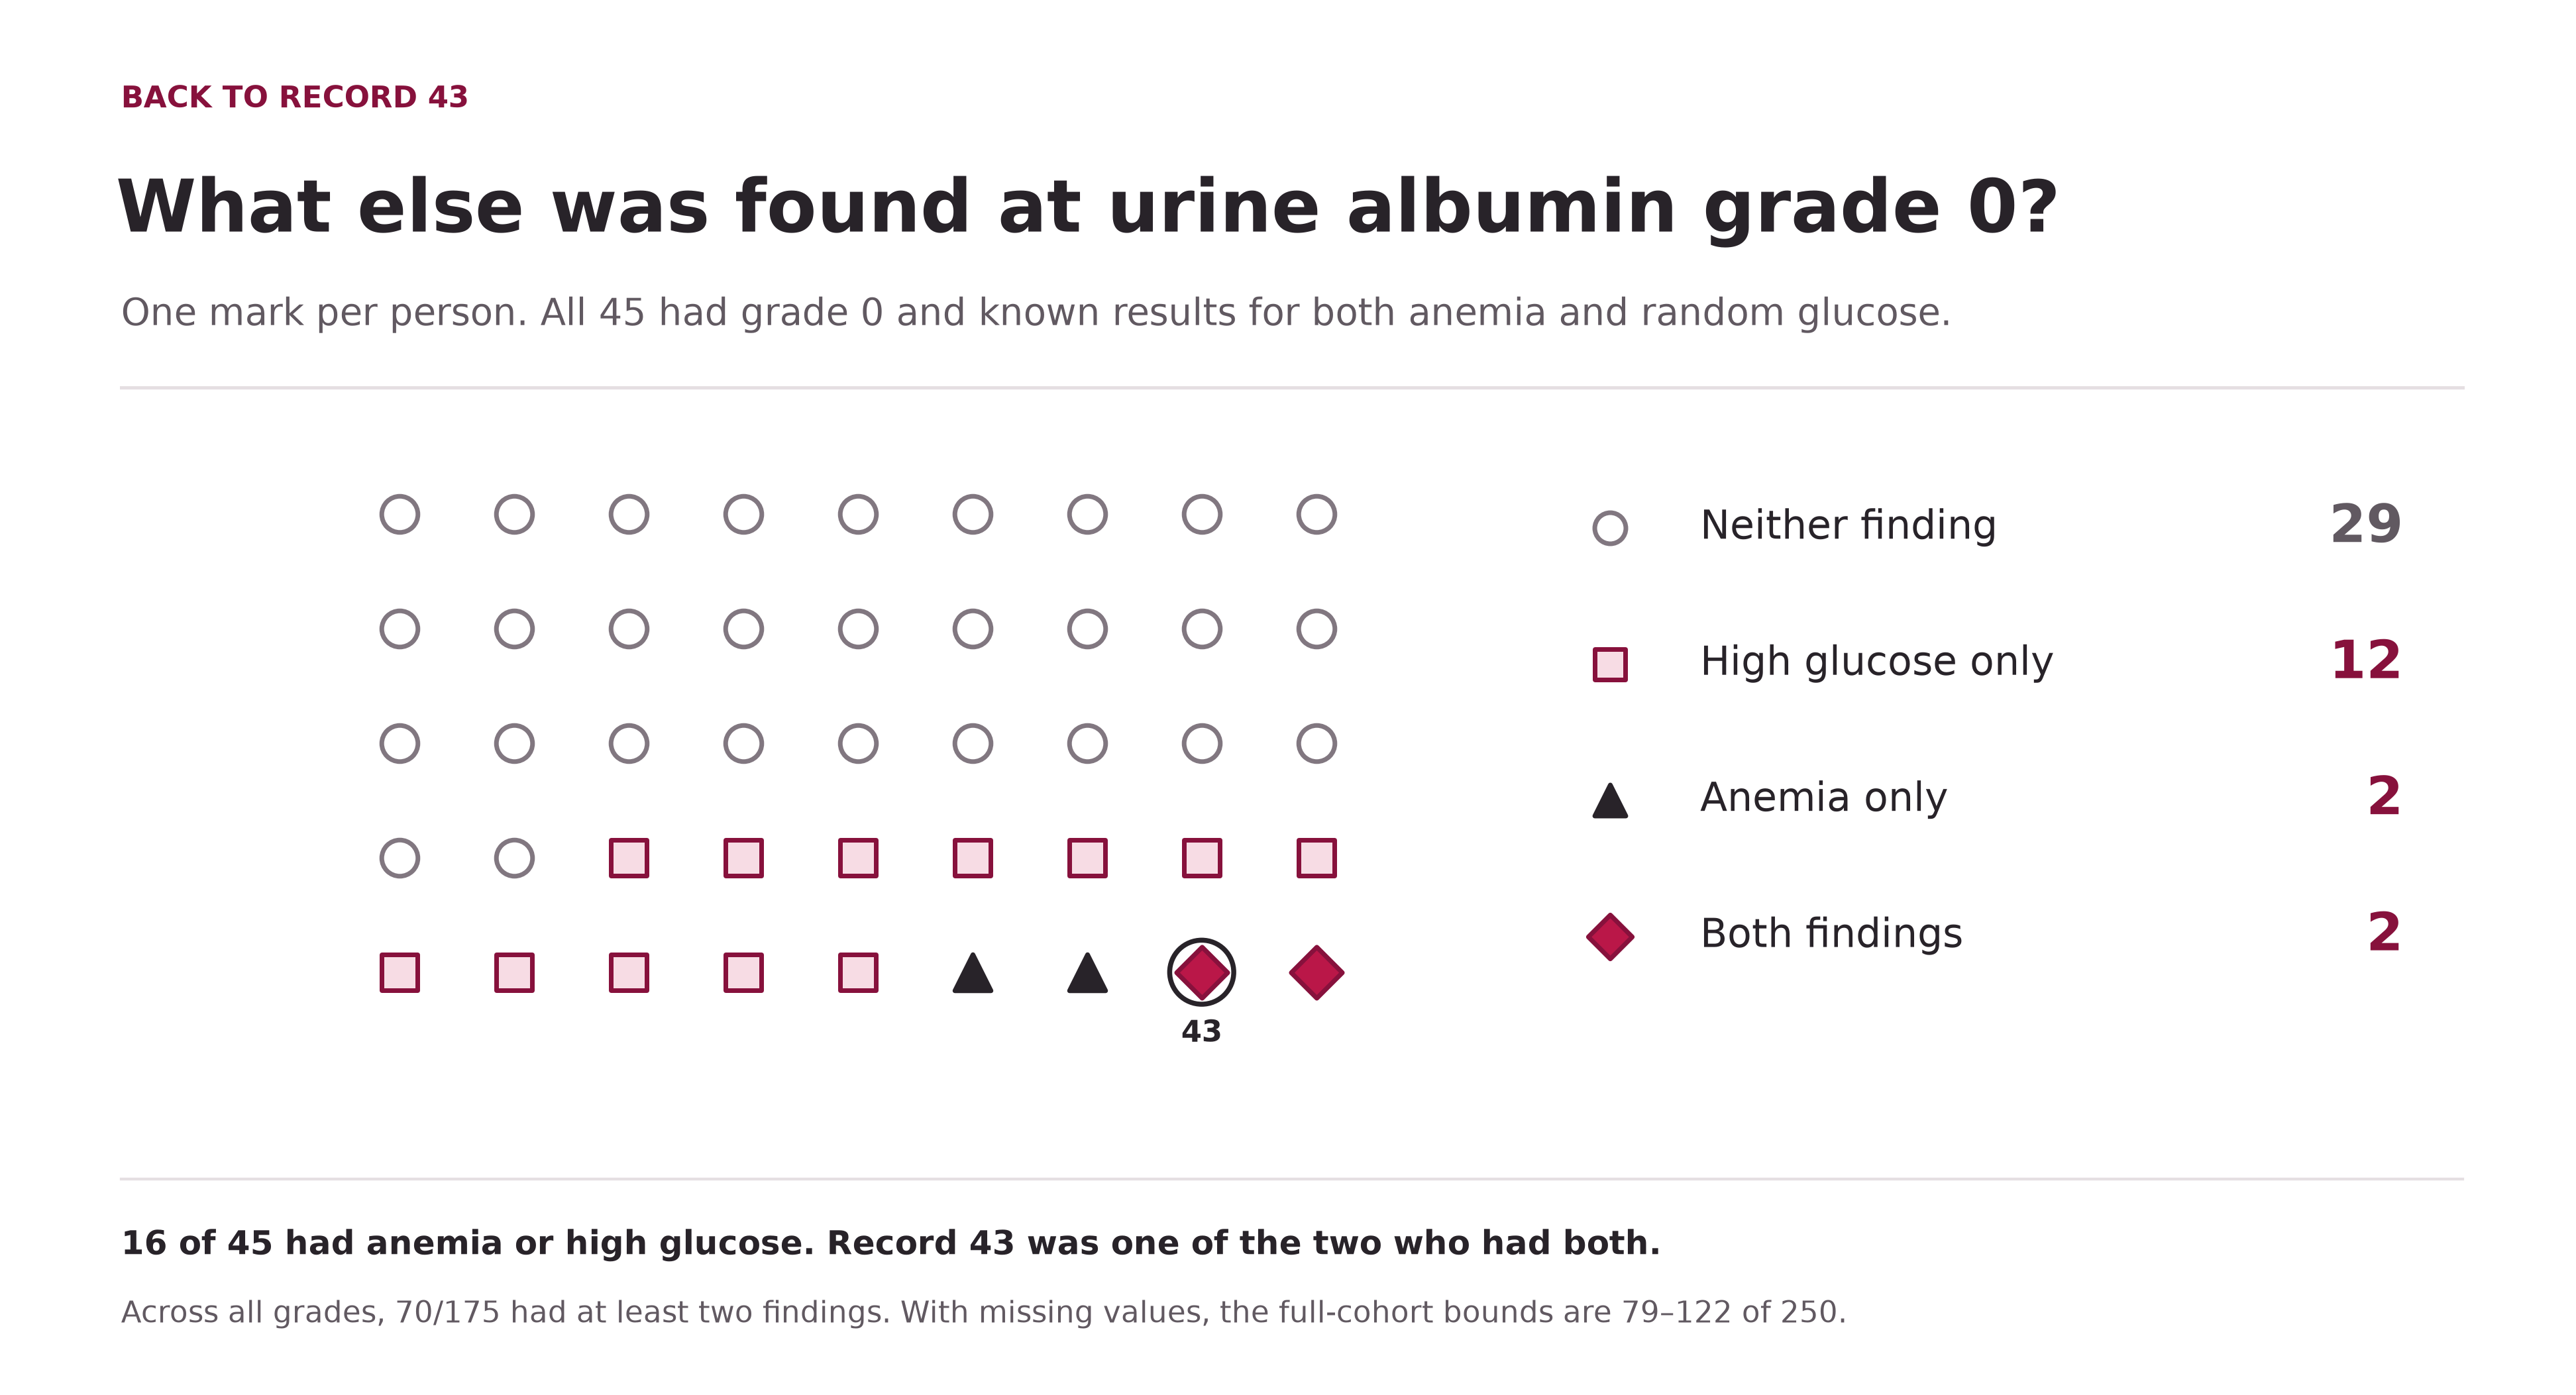 BACK TO RECORD 43
What else was found at urine albumin grade 0?
One mark per person. All 45 had grade 0 and known results for both anemia and random glucose.
Neither finding 29
High glucose only 12
Anemia only 2
Both findings 2
43
16 of 45 had anemia or high glucose. Record 43 was one of the two who had both.
Across all grades, 70/175 had at least two findings. With missing values, the full-cohort bounds are 79–122 of 250.